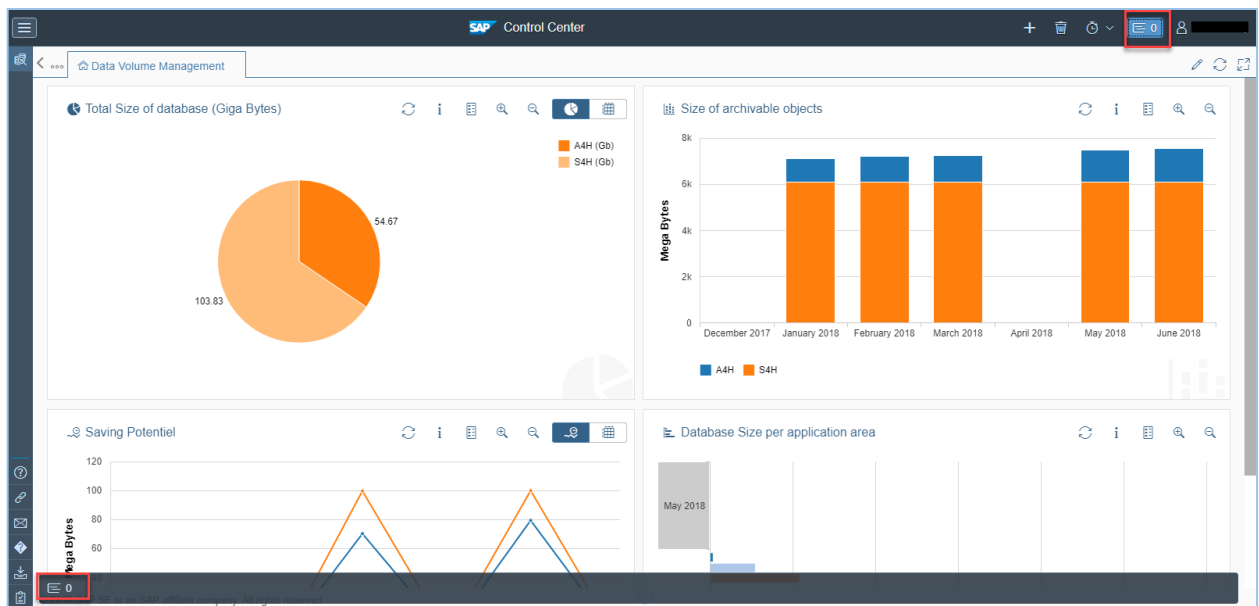 SAP Control Center
0
Data Volume Management
Total Size of database (Giga Bytes)
A4H (Gb)
S4H (Gb)
54.67
103.83
Size of archivable objects
8k
6k
4k
2k
0
Mega Bytes
December 2017 January 2018 February 2018 March 2018 April 2018 May 2018 June 2018
A4H S4H
Saving Potentiel
120
100
80
60
Mega Bytes
Database Size per application area
May 2018
0
SE or an SAP affiliate company. All rights reserved.